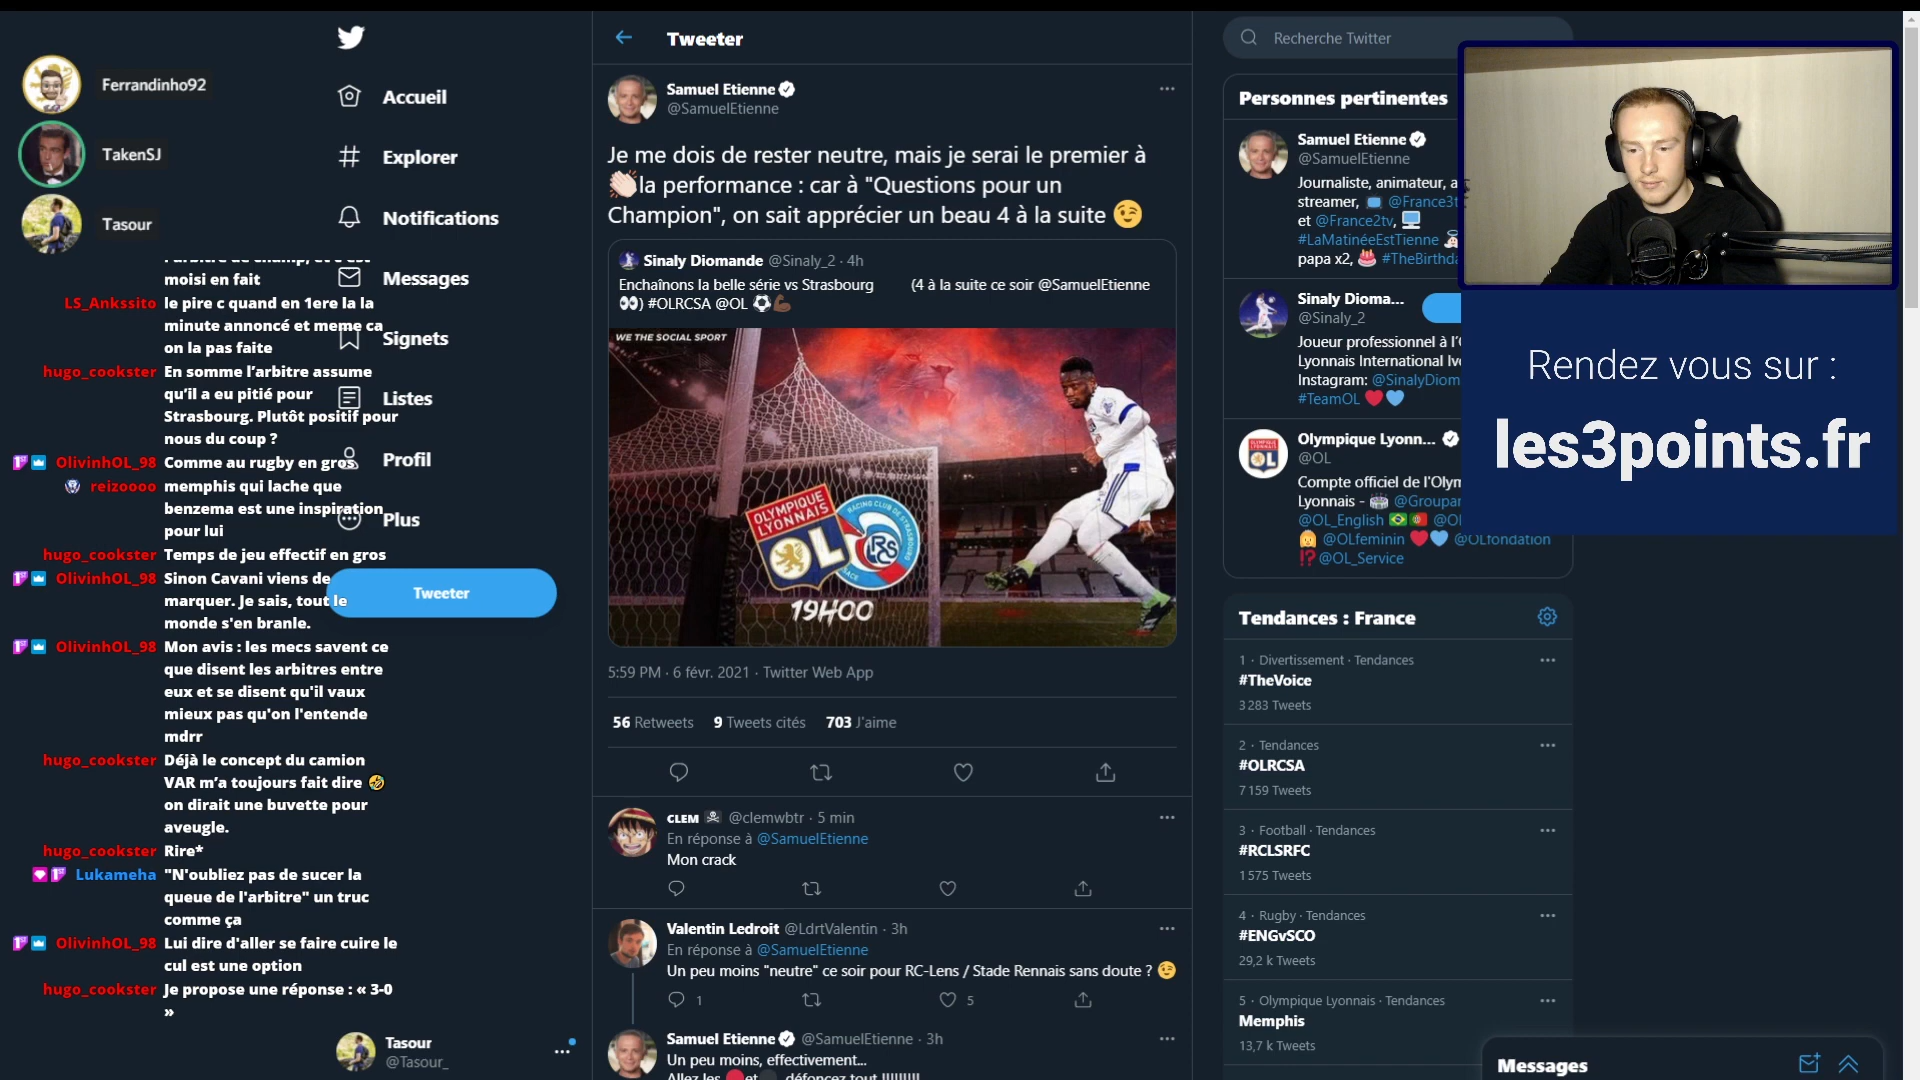 Ferrandinho92
TakenSJ
Tasour
moisi en fait
LS_Ankssito le pire c quand en 1ere la la
minute annoncé et meme ca
on la pas faite
hugo_cookster En somme l’arbitre assume
qu’il a eu pitié pour
Strasbourg. Plutôt positif pour
nous du coup ?
OlivinhOL_98 Comme au rugby en gros
reizoooo memphis qui lache que
benzema est une inspiration
pour lui
hugo_cookster Temps de jeu effectif en gros
OlivinhOL_98 Sinon Cavani viens de
marquer. Je sais, tout le
monde s'en branle.
OlivinhOL_98 Mon avis : les mecs savent ce
que disent les arbitres entre
eux et se disent qu'il vaux
mieux pas qu'on l'entende
mdrr
hugo_cookster Déjà le concept du camion
VAR m’a toujours fait dire 🤣
on dirait une buvette pour
aveugle.
hugo_cookster Rire*
Lukameha "N'oubliez pas de sucer la
queue de l'arbitre" un truc
comme ça
OlivinhOL_98 Lui dire d'aller se faire cuire le
cul est une option
hugo_cookster Je propose une réponse : « 3-0
»
Accueil
Explorer
Notifications
Messages
Signets
Listes
Profil
Plus
Tweeter
Tasour
@Tasour_
Tweeter
Samuel Etienne
@SamuelEtienne
Je me dois de rester neutre, mais je serai le premier à
👏🏻la performance : car à "Questions pour un
Champion", on sait apprécier un beau 4 à la suite 😉
Sinaly Diomande @Sinaly_2 · 4h
Enchaînons la belle série vs Strasbourg (4 à la suite ce soir @SamuelEtienne
👀) #OLRCSA @OL ⚽💪🏿
WE THE SOCIAL SPORT
OLYMPIQUE
LYONNAIS
OL
RACING CLUB DE STRASBOURG
ALSACE
RCS
19H00
5:59 PM · 6 févr. 2021 · Twitter Web App
56 Retweets 9 Tweets cités 703 J'aime
CLEM ☠ @clemwbtr · 5 min
En réponse à @SamuelEtienne
Mon crack
Valentin Ledroit @LdrtValentin · 3h
En réponse à @SamuelEtienne
Un peu moins "neutre" ce soir pour RC-Lens / Stade Rennais sans doute ? 😉
1 5
Samuel Etienne @SamuelEtienne · 3h
Un peu moins, effectivement...
Allez les 🔴et⚫ défoncez tout !!!!!!!!!
Recherche Twitter
Personnes pertinentes
Samuel Etienne
@SamuelEtienne
Journaliste, animateur,
streamer, 📺 @France3t
et @France2tv, 🖥
#LaMatinéeEstTienne
papa x2, 🎂 #TheBirthda
Sinaly Dioma...
@Sinaly_2
Joueur professionnel à l'
Lyonnais International Iv
Instagram: @SinalyDiom
#TeamOL ❤💙
Olympique Lyonn...
@OL
Compte officiel de l'Olym
Lyonnais - 🏟 @Groupa
@OL_English 🇧🇷🇵🇹 @O
👩 @OLfeminin ❤💙 @OLfondation
⁉@OL_Service
Rendez vous sur :
les3points.fr
Tendances : France
1 · Divertissement · Tendances
#TheVoice
3 283 Tweets
2 · Tendances
#OLRCSA
7 159 Tweets
3 · Football · Tendances
#RCLSRFC
1 575 Tweets
4 · Rugby · Tendances
#ENGvSCO
29,2 k Tweets
5 · Olympique Lyonnais · Tendances
Memphis
13,7 k Tweets
Messages